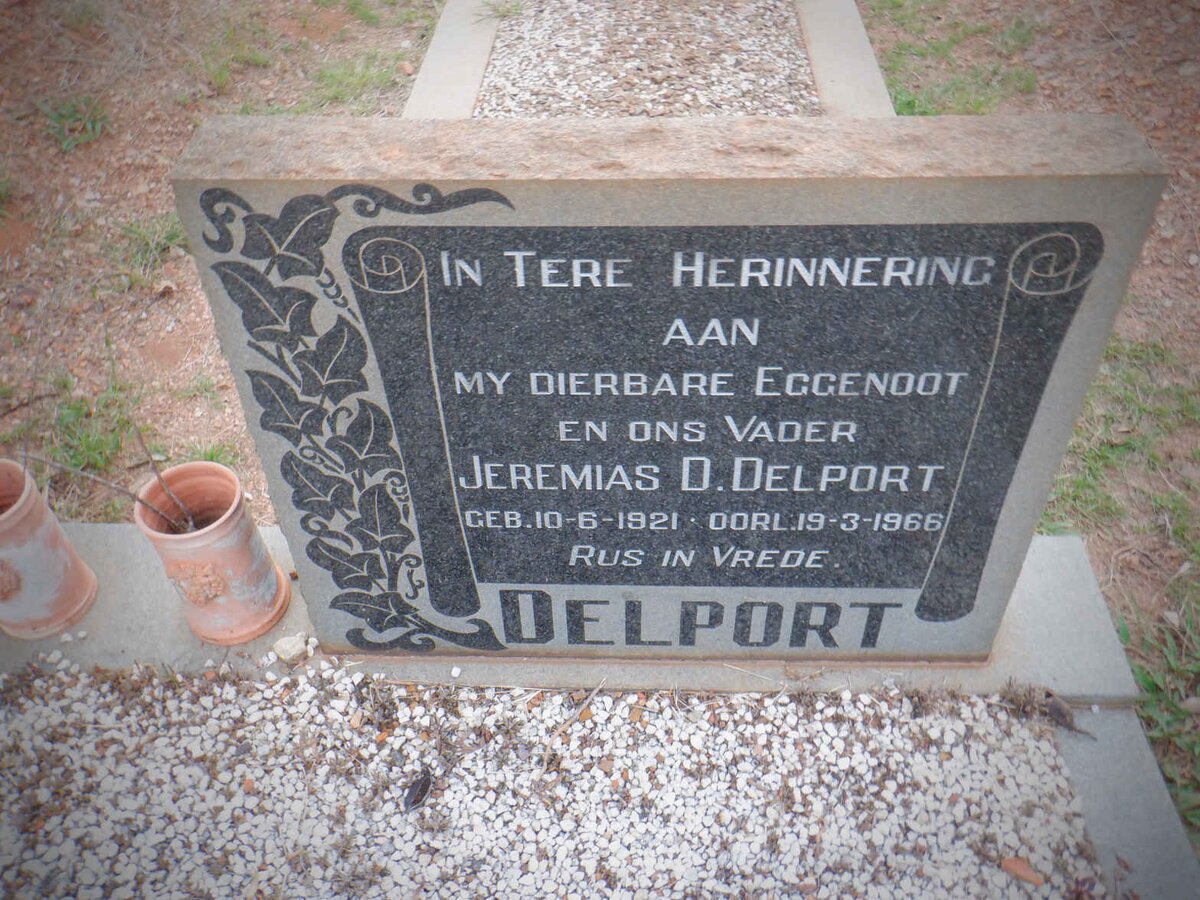 IN TERE HERINNERING
AAN
MY DIERBARE EGGENOOT
EN ONS VADER
JEREMIAS D. DELPORT
GEB. 10-6-1921 · OORL. 19-3-1966
RUS IN VREDE.
DELPORT